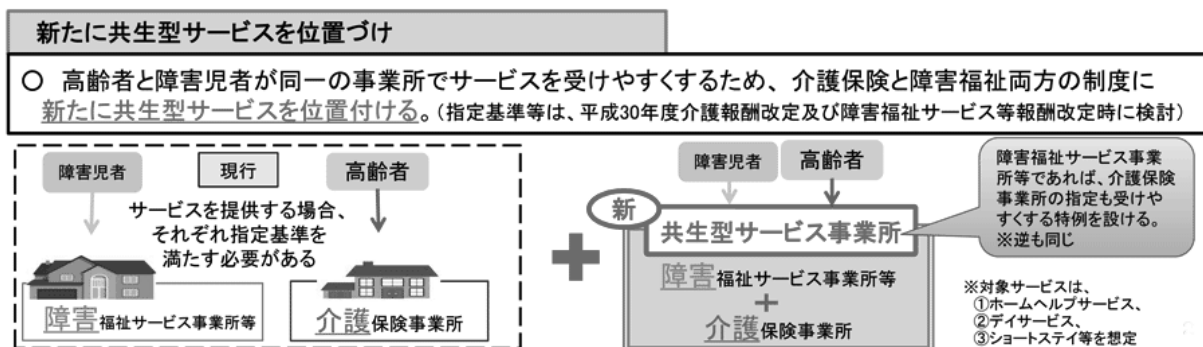 新たに共生型サービスを位置づけ
○ 高齢者と障害児者が同一の事業所でサービスを受けやすくするため、介護保険と障害福祉両方の制度に
新たに共生型サービスを位置付ける。(指定基準等は、平成30年度介護報酬改定及び障害福祉サービス等報酬改定時に検討)
障害児者
現行
高齢者
サービスを提供する場合、
それぞれ指定基準を
満たす必要がある
障害福祉サービス事業所等
介護保険事業所
障害児者
高齢者
新
共生型サービス事業所
障害福祉サービス事業所等
+
介護保険事業所
障害福祉サービス事業
所等であれば、介護保険
事業所の指定も受けや
すくする特例を設ける。
※逆も同じ
※対象サービスは、
①ホームヘルプサービス、
②デイサービス、
③ショートステイ等を想定